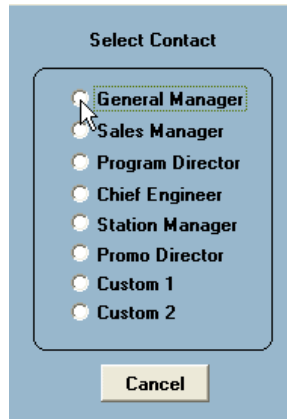 Select Contact
General Manager
Sales Manager
Program Director
Chief Engineer
Station Manager
Promo Director
Custom 1
Custom 2
Cancel